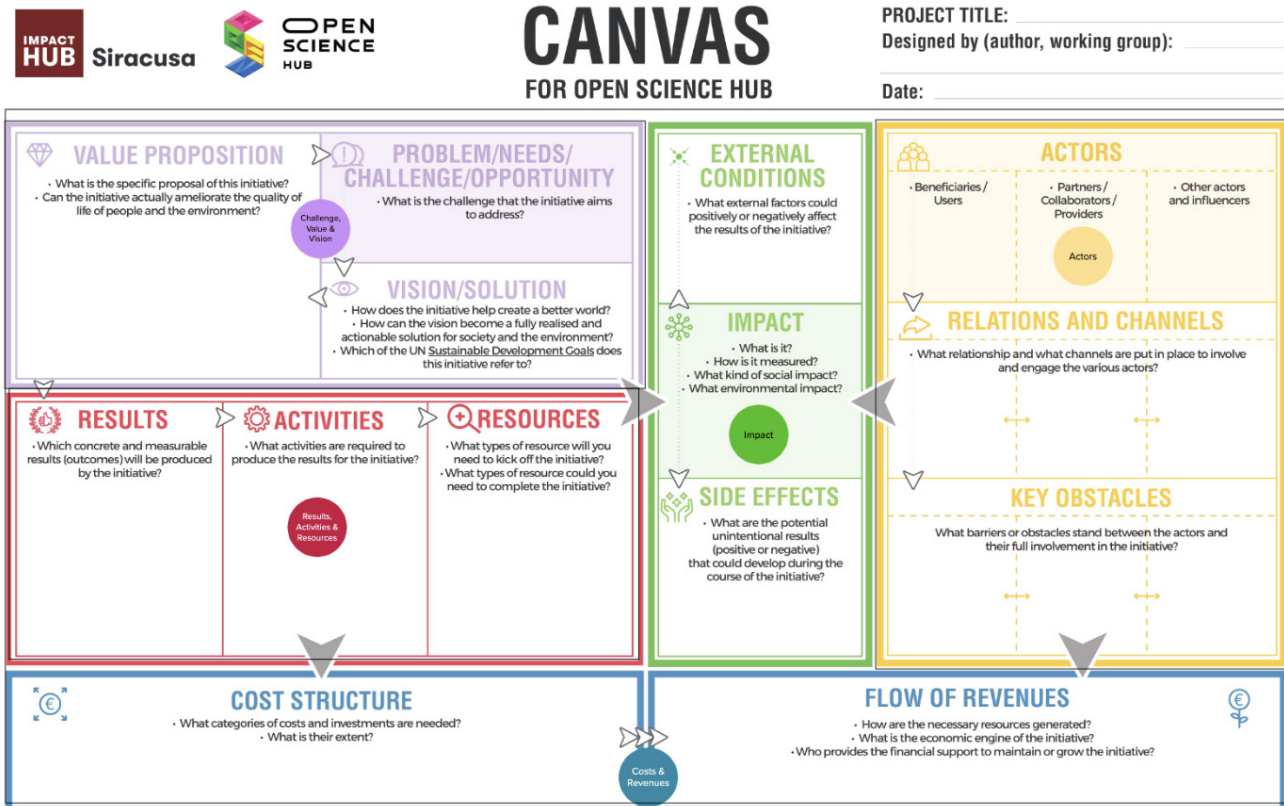 IMPACT
HUB
Siracusa
OPEN
SCIENCE
HUB
CANVAS
FOR OPEN SCIENCE HUB
PROJECT TITLE:
Designed by (author, working group):
Date:
VALUE PROPOSITION
• What is the specific proposal of this initiative?
• Can the initiative actually ameliorate the quality of
life of people and the environment?
PROBLEM/NEEDS/
CHALLENGE/OPPORTUNITY
• What is the challenge that the initiative aims
to address?
Challenge,
Value &
Vision
VISION/SOLUTION
• How does the initiative help create a better world?
• How can the vision become a fully realised and
actionable solution for society and the environment?
• Which of the UN Sustainable Development Goals does
this initiative refer to?
RESULTS
• Which concrete and measurable
results (outcomes) will be produced
by the initiative?
ACTIVITIES
• What activities are required to
produce the results for the initiative?
Results,
Activities &
Resources
RESOURCES
• What types of resource will you
need to kick off the initiative?
• What types of resource could you
need to complete the initiative?
EXTERNAL
CONDITIONS
• What external factors could
positively or negatively affect
the results of the initiative?
IMPACT
• What is it?
• How is it measured?
• What kind of social impact?
• What environmental impact?
Impact
SIDE EFFECTS
• What are the potential
unintentional results
(positive or negative)
that could develop during the
course of the initiative?
ACTORS
• Beneficiaries /
Users
• Partners /
Collaborators /
Providers
• Other actors
and influencers
Actors
RELATIONS AND CHANNELS
• What relationship and what channels are put in place to involve
and engage the various actors?
KEY OBSTACLES
What barriers or obstacles stand between the actors and
their full involvement in the initiative?
COST STRUCTURE
• What categories of costs and investments are needed?
• What is their extent?
Costs &
Revenues
FLOW OF REVENUES
• How are the necessary resources generated?
• What is the economic engine of the initiative?
• Who provides the financial support to maintain or grow the initiative?